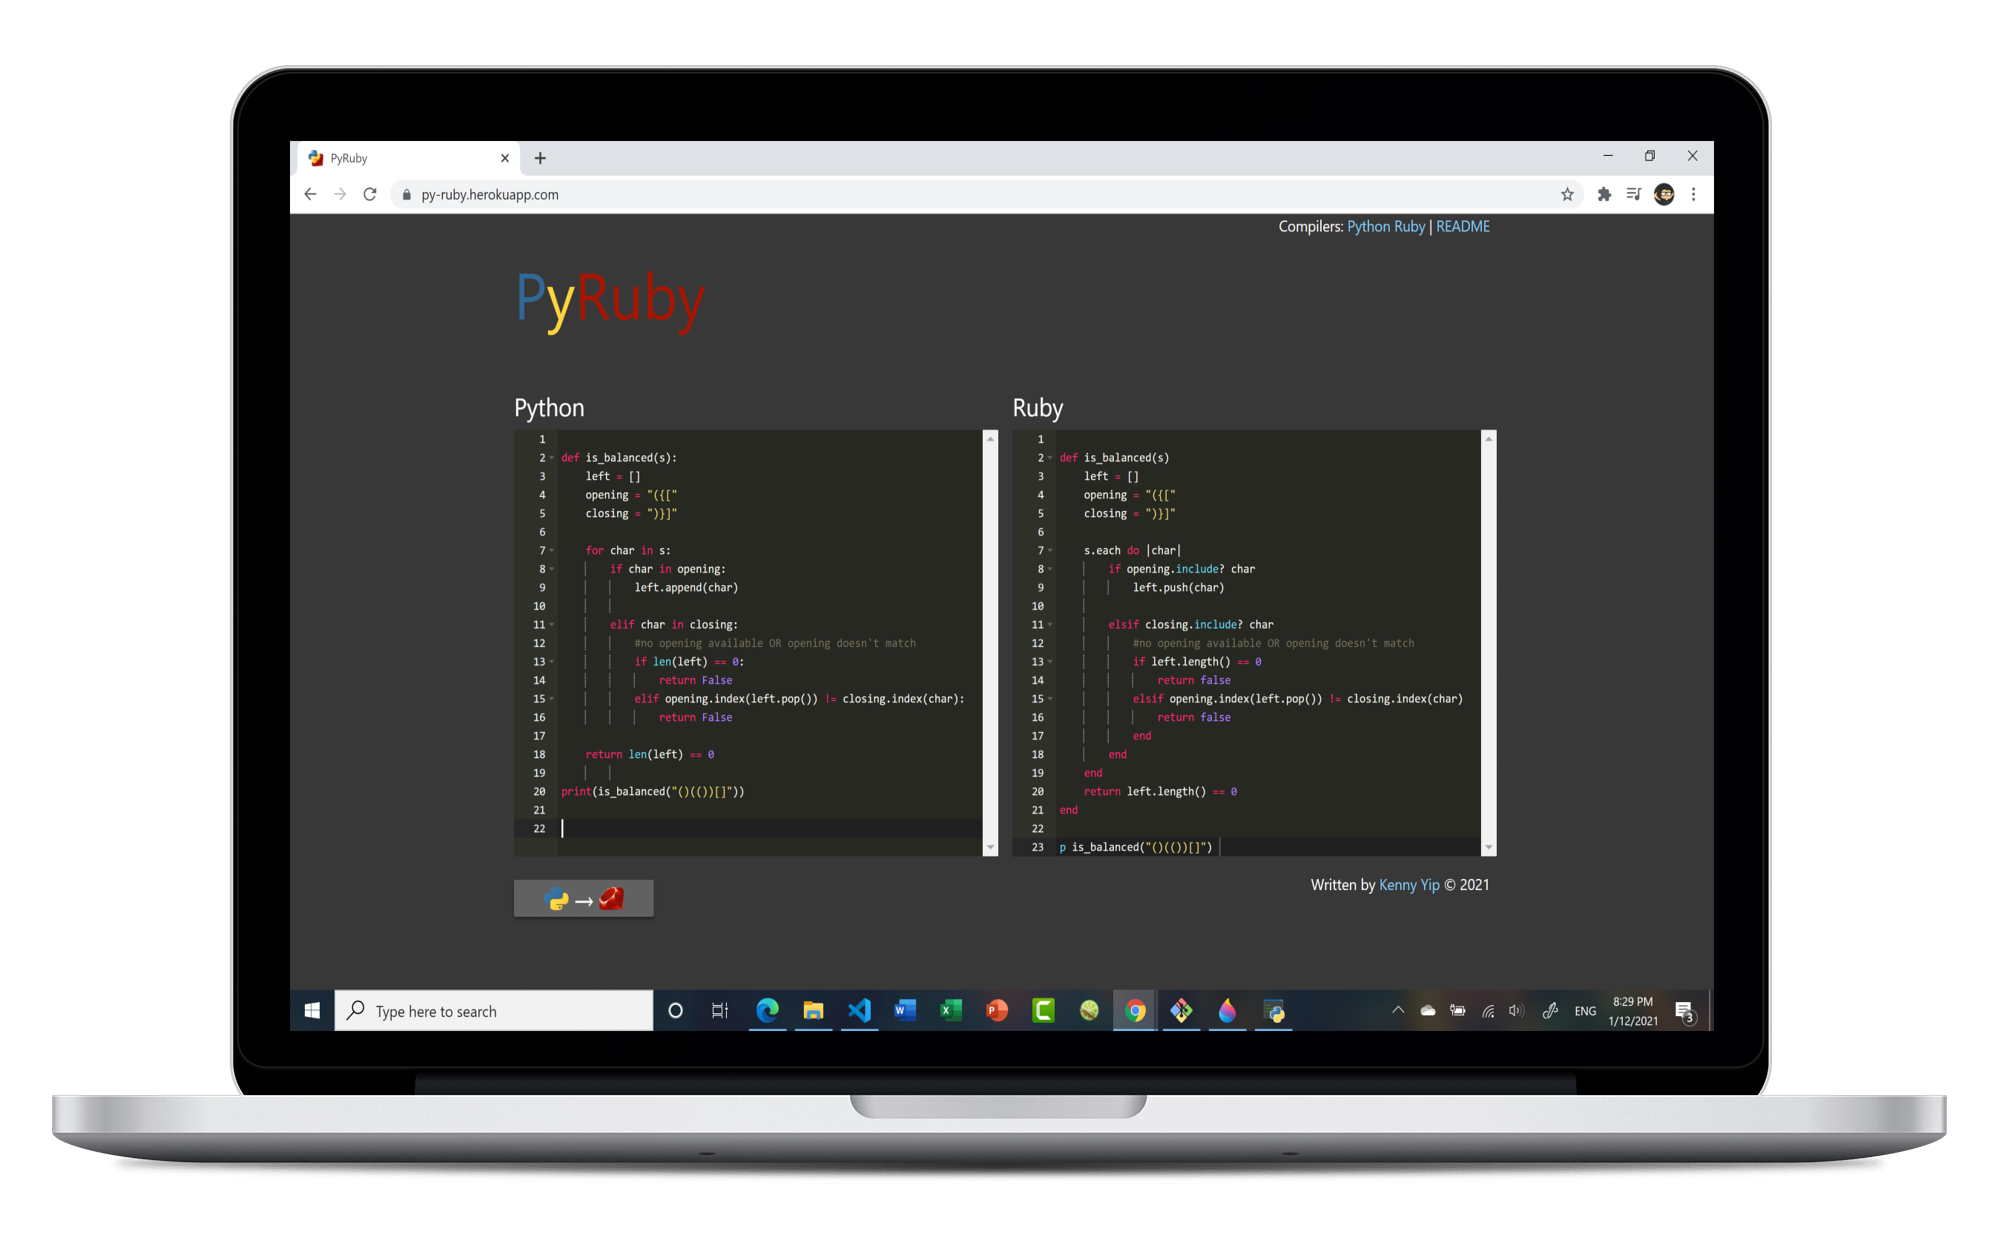 PyRuby
py-ruby.herokuapp.com
Compilers: Python Ruby | README
PyRuby
Python
1
2 def is_balanced(s):
3     left = []
4     opening = "({["
5     closing = ")}]"
6
7     for char in s:
8         if char in opening:
9             left.append(char)
10
11         elif char in closing:
12             #no opening available OR opening doesn't match
13             if len(left) == 0:
14                 return False
15             elif opening.index(left.pop()) != closing.index(char):
16                 return False
17
18     return len(left) == 0
19
20 print(is_balanced("()(())[]"))
21
22
Ruby
1
2 def is_balanced(s)
3     left = []
4     opening = "({["
5     closing = ")}]"
6
7     s.each do |char|
8         if opening.include? char
9             left.push(char)
10
11         elsif closing.include? char
12             #no opening available OR opening doesn't match
13             if left.length() == 0
14                 return false
15             elsif opening.index(left.pop()) != closing.index(char)
16                 return false
17             end
18         end
19     end
20     return left.length() == 0
21 end
22
23 p is_balanced("()(())[]")
Written by Kenny Yip © 2021
Type here to search
W
X
P
C
ENG
8:29 PM
1/12/2021
3